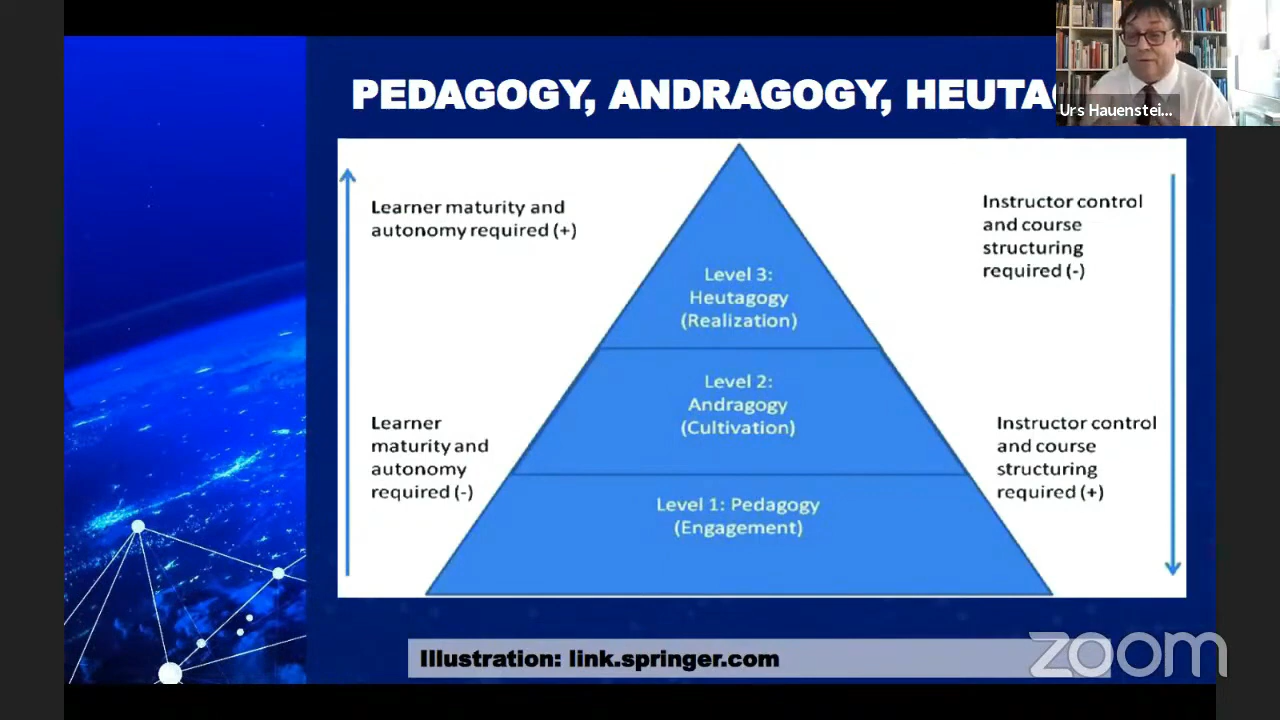 PEDAGOGY, ANDRAGOGY, HEUTAG
Urs Hauenstei...
Learner maturity and
autonomy required (+)
Instructor control
and course
structuring
required (-)
Level 3:
Heutagogy
(Realization)
Level 2:
Andragogy
(Cultivation)
Learner
maturity and
autonomy
required (-)
Instructor control
and course
structuring
required (+)
Level 1: Pedagogy
(Engagement)
Illustration: link.springer.com
zoom